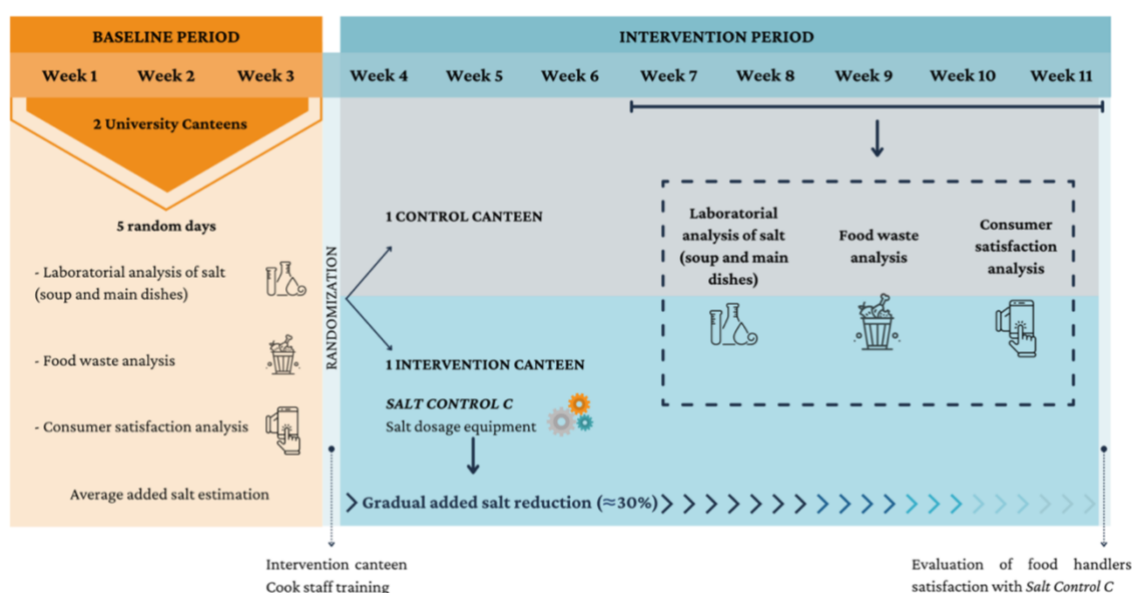 BASELINE PERIOD
INTERVENTION PERIOD
Week 1 Week 2 Week 3 Week 4 Week 5 Week 6 Week 7 Week 8 Week 9 Week 10 Week 11
2 University Canteens
5 random days
- Laboratorial analysis of salt
(soup and main dishes)
- Food waste analysis
- Consumer satisfaction analysis
Average added salt estimation
RANDOMIZATION
1 CONTROL CANTEEN
1 INTERVENTION CANTEEN
SALT CONTROL C
Salt dosage equipment
Gradual added salt reduction (≈30%)
Laboratorial
analysis of salt
(soup and main
dishes)
Food waste
analysis
Consumer
satisfaction
analysis
Intervention canteen
Cook staff training
Evaluation of food handlers
satisfaction with Salt Control C